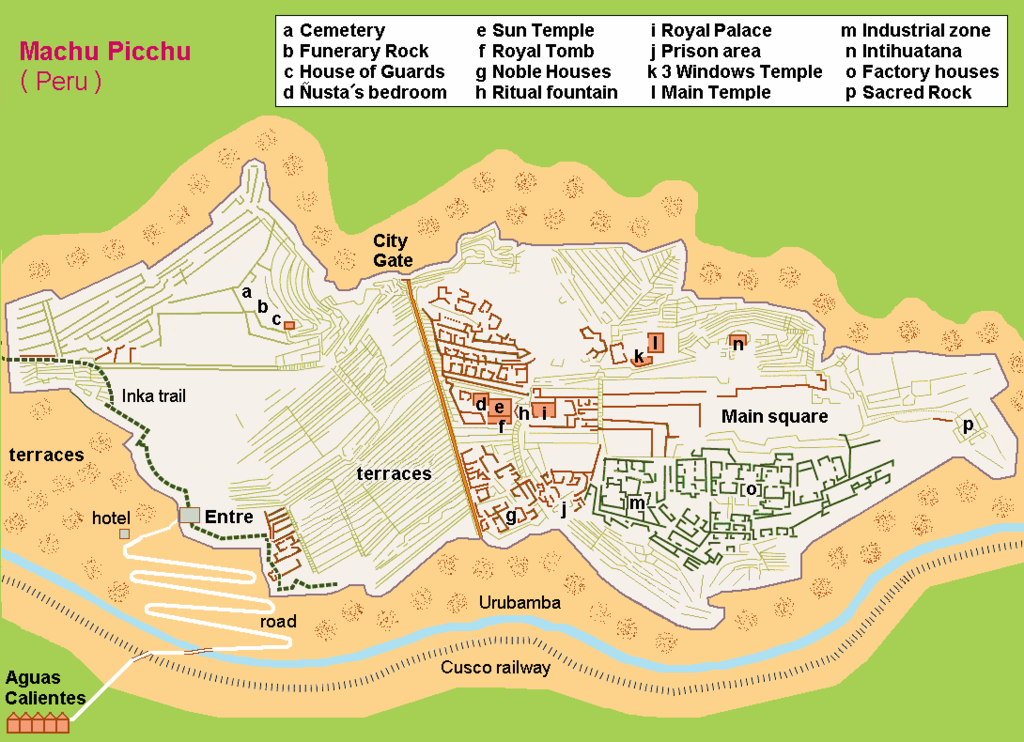 Machu Picchu
( Peru )
a Cemetery
b Funerary Rock
c House of Guards
d Ñusta´s bedroom
e Sun Temple
f Royal Tomb
g Noble Houses
h Ritual fountain
i Royal Palace
j Prison area
k 3 Windows Temple
l Main Temple
m Industrial zone
n Intihuatana
o Factory houses
p Sacred Rock
City
Gate
a
b
c
l
k
n
Inka trail
d
e
h
i
f
Main square
p
terraces
terraces
hotel
Entre
g
j
m
o
Urubamba
road
Cusco railway
Aguas
Calientes